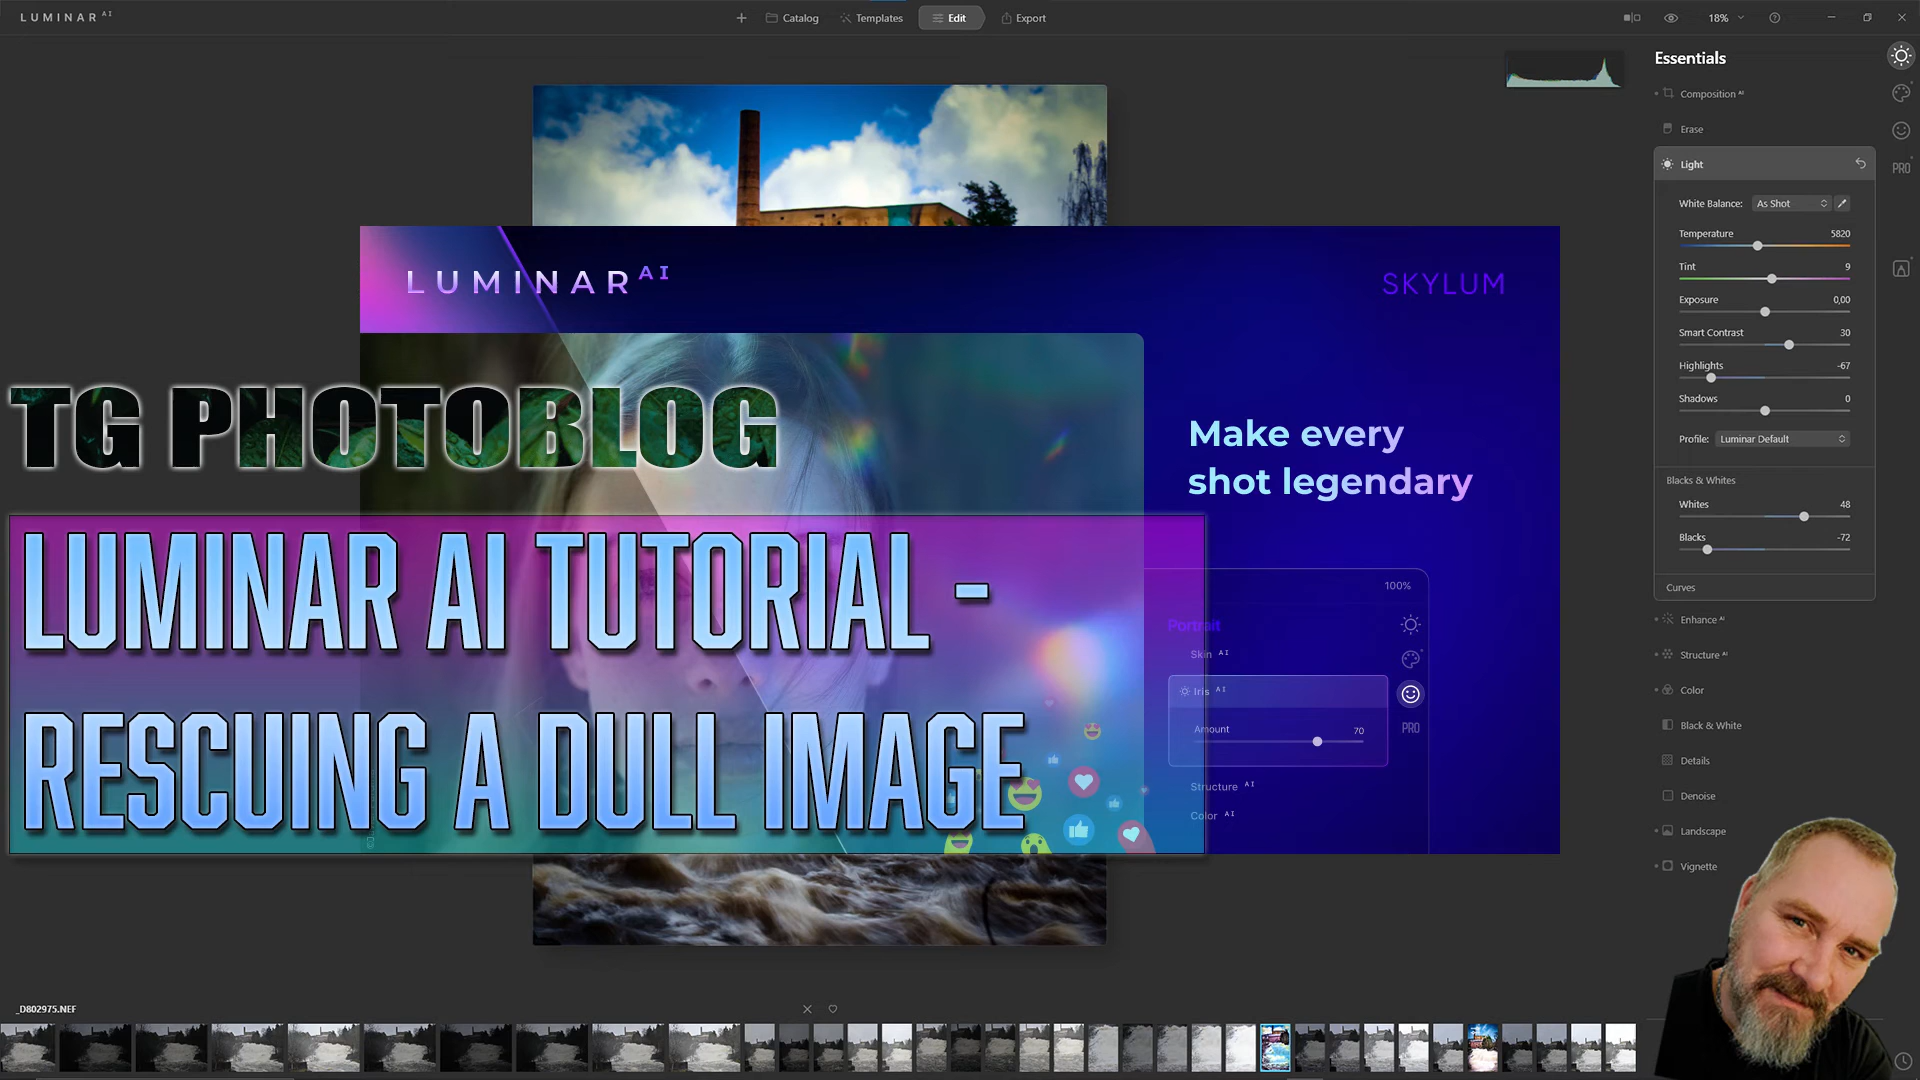 LUMINAR AI
Catalog
Templates
Edit
Export
18%
Essentials
Composition AI
Erase
Light
PRO
White Balance: As Shot
Temperature 5820
Tint 9
Exposure 0,00
Smart Contrast 30
Highlights -67
Shadows 0
Profile: Luminar Default
Blacks & Whites
Whites 48
Blacks -72
Curves
Enhance AI
Structure AI
Color
Black & White
Details
Denoise
Landscape
Vignette
LUMINAR AI
SKYLUM
Make every
shot legendary
100%
Portrait
Skin AI
Iris AI
Amount 70
PRO
Structure AI
Color AI
TG PHOTOBLOG
LUMINAR AI TUTORIAL -
RESCUING A DULL IMAGE
_D802975.NEF